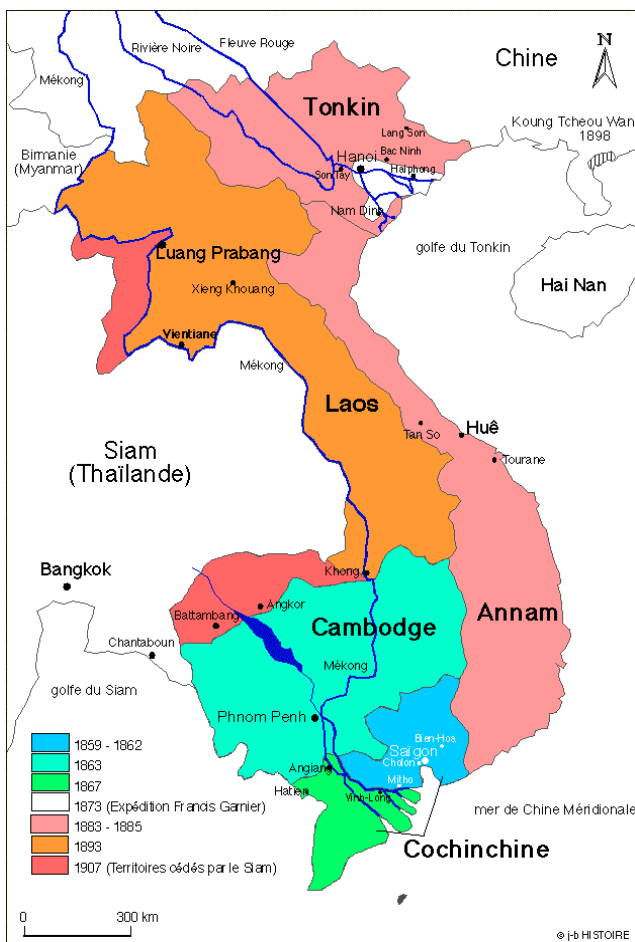 Fleuve Rouge
Rivière Noire
Chine
N
Mékong
Tonkin
Koung Tcheou Wan
1898
Lang Son
Bac Ninh
Birmanie
(Myanmar)
Hanoi
Son Tay
Haïphong
Nam Dinh
golfe du Tonkin
Luang Prabang
Hai Nan
Xieng Khouang
Vientiane
Mékong
Laos
Huê
Tan So
Tourane
Siam
(Thaïlande)
Khong
Bangkok
Angkor
Battambang
Annam
Cambodge
Chantaboun
Mékong
golfe du Siam
Phnom Penh
Bien-Hoa
Saïgon
Cholon
Angiang
Mitho
Hatien
Vinh-Long
mer de Chine Méridionale
Cochinchine
1859 - 1862
1863
1867
1873 (Expédition Francis Garnier)
1883 - 1885
1893
1907 (Territoires cédés par le Siam)
0 300 km
© j-b HISTOIRE